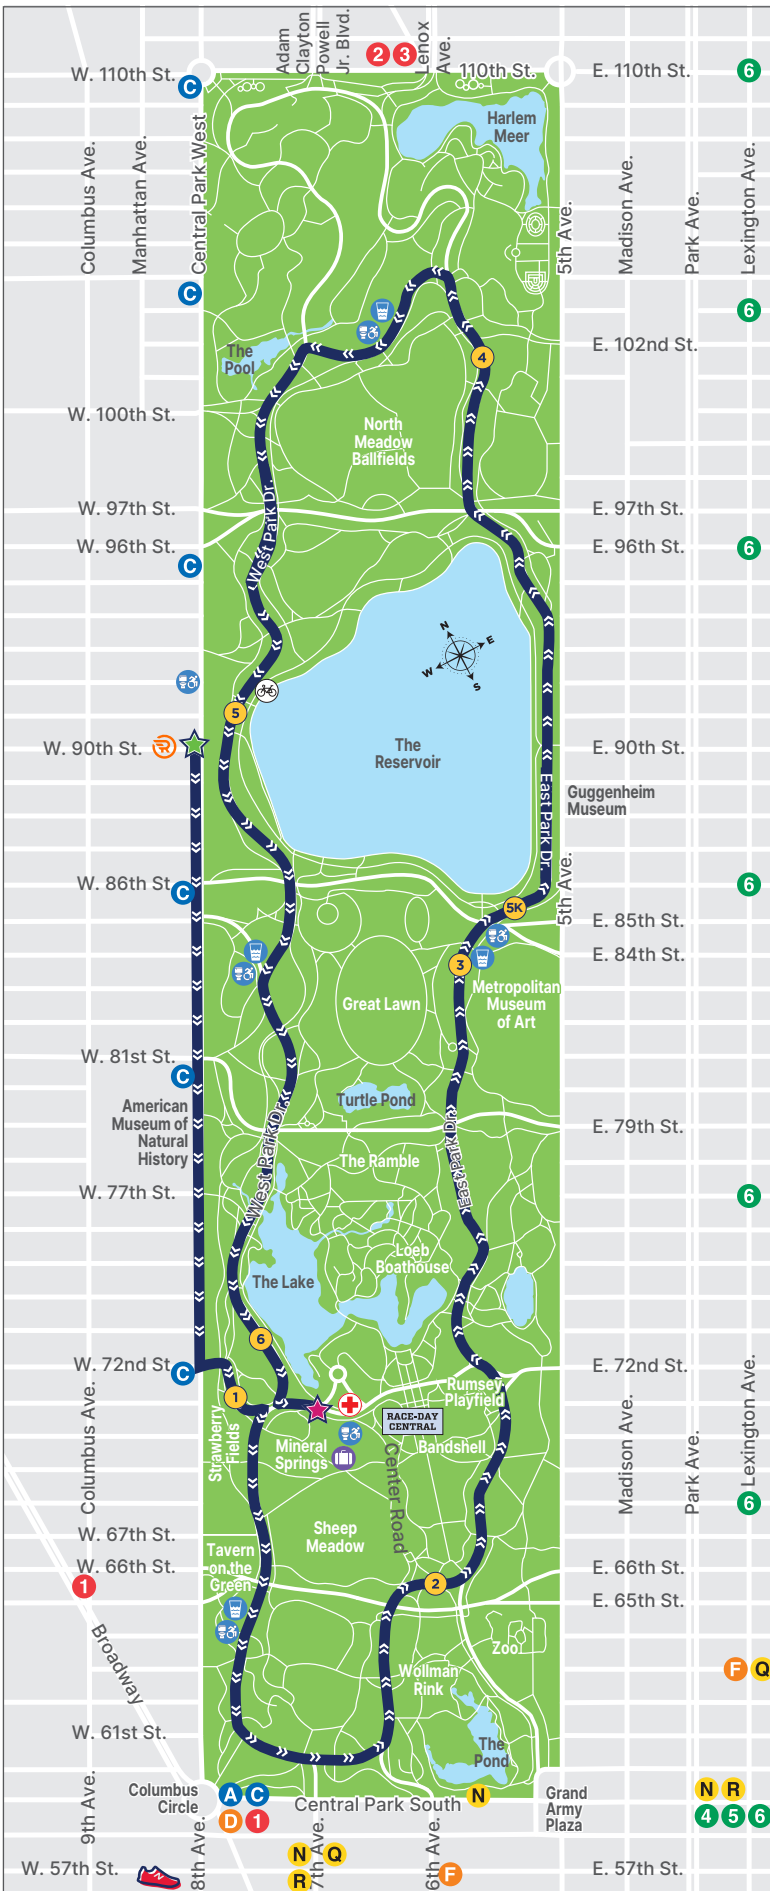 Adam
Clayton
Powell
Jr. Blvd.
2
3
Lenox
Ave.
W. 110th St.
C
110th St.
E. 110th St.
6
Harlem
Meer
Columbus Ave.
Manhattan Ave.
Central Park West
5th Ave.
Madison Ave.
Park Ave.
Lexington Ave.
C
6
The
Pool
4
E. 102nd St.
W. 100th St.
North
Meadow
Ballfields
W. 97th St.
West Park Dr.
E. 97th St.
W. 96th St.
C
E. 96th St.
6
N
E
W
S
5
W. 90th St.
R
The
Reservoir
E. 90th St.
East Park Dr.
Guggenheim
Museum
W. 86th St.
C
5th Ave.
6
5K
E. 85th St.
3
E. 84th St.
Metropolitan
Museum
of Art
Great Lawn
W. 81st St.
C
American
Museum of
Natural
History
Turtle Pond
West Park Dr.
East Park Dr.
E. 79th St.
The Ramble
W. 77th St.
6
Loeb
Boathouse
The Lake
6
W. 72nd St.
C
E. 72nd St.
1
Rumsey
Playfield
RACE-DAY
CENTRAL
Columbus Ave.
Strawberry
Fields
Mineral
Springs
Center Road
Bandshell
Madison Ave.
Park Ave.
Lexington Ave.
6
W. 67th St.
Sheep
Meadow
Tavern
on the
Green
W. 66th St.
1
2
E. 66th St.
E. 65th St.
Broadway
Zoo
Wollman
Rink
F
Q
W. 61st St.
The
Pond
9th Ave.
Columbus
Circle
A
C
D
1
Central Park South
N
Grand
Army
Plaza
N
R
4
5
6
W. 57th St.
N
8th Ave.
N
Q
R
7th Ave.
6th Ave.
F
E. 57th St.